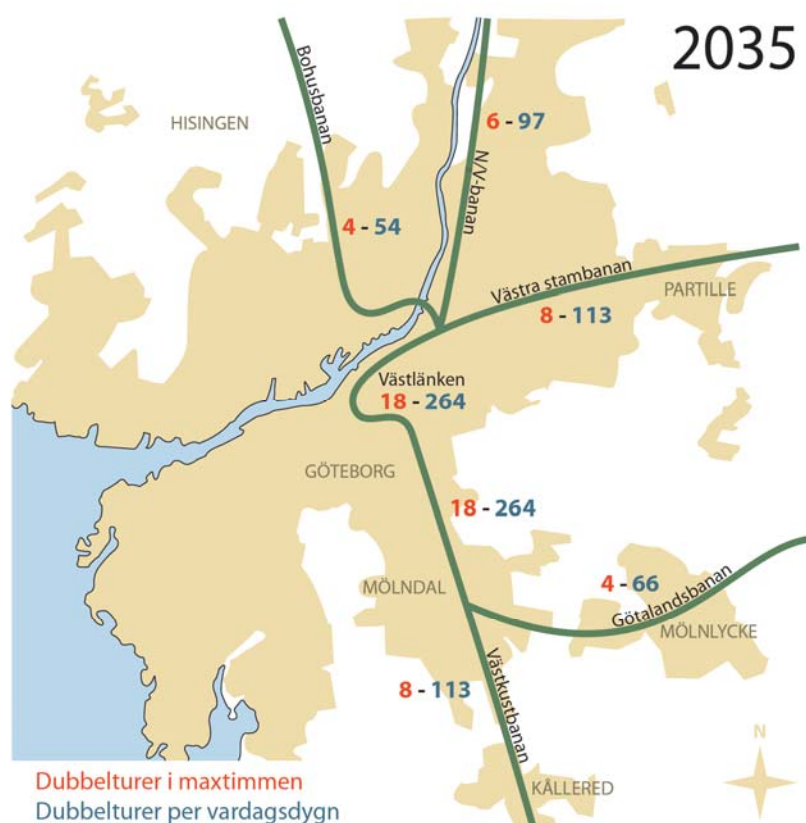 2035
Bohusbanan
HISINGEN
6 - 97
N/V-banan
4 - 54
Västra stambanan
PARTILLE
8 - 113
Västlänken
18 - 264
GÖTEBORG
18 - 264
MÖLNDAL
4 - 66
Götalandsbanan
MÖLNLYCKE
8 - 113
Västkustbanan
N
KÅLLERED
Dubbelturer i maxtimmen
Dubbelturer per vardagsdygn